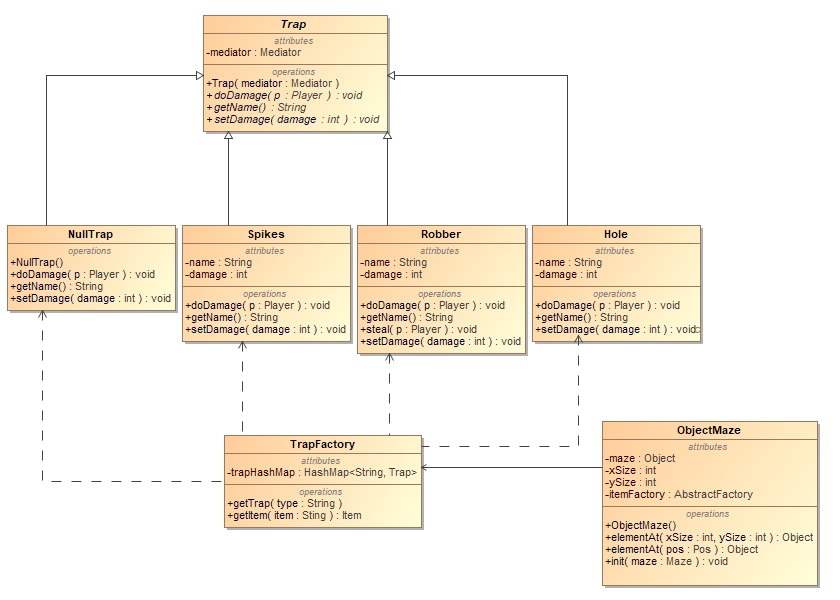 Trap
attributes
-mediator : Mediator
operations
+Trap( mediator : Mediator )
+doDamage( p : Player ) : void
+getName() : String
+setDamage( damage : int ) : void
NullTrap
operations
+NullTrap()
+doDamage( p : Player ) : void
+getName() : String
+setDamage( damage : int ) : void
Spikes
attributes
-name : String
-damage : int
operations
+doDamage( p : Player ) : void
+getName() : String
+setDamage( damage : int ) : void
Robber
attributes
-name : String
-damage : int
operations
+doDamage( p : Player ) : void
+getName() : String
+steal( p : Player ) : void
+setDamage( damage : int ) : void
Hole
attributes
-name : String
-damage : int
operations
+doDamage( p : Player ) : void
+getName() : String
+setDamage( damage : int ) : void
TrapFactory
attributes
-trapHashMap : HashMap<String, Trap>
operations
+getTrap( type : String )
+getItem( item : Sting ) : Item
ObjectMaze
attributes
-maze : Object
-xSize : int
-ySize : int
-itemFactory : AbstractFactory
operations
+ObjectMaze()
+elementAt( xSize : int, ySize : int ) : Object
+elementAt( pos : Pos ) : Object
+init( maze : Maze ) : void